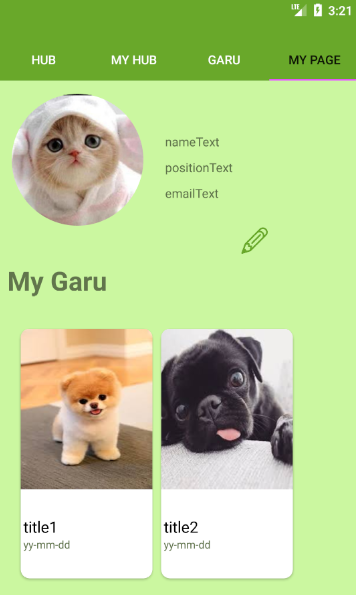 LTE 3:21
HUB MY HUB GARU MY PAGE
nameText
positionText
emailText
My Garu
title1 title2
yy-mm-dd yy-mm-dd